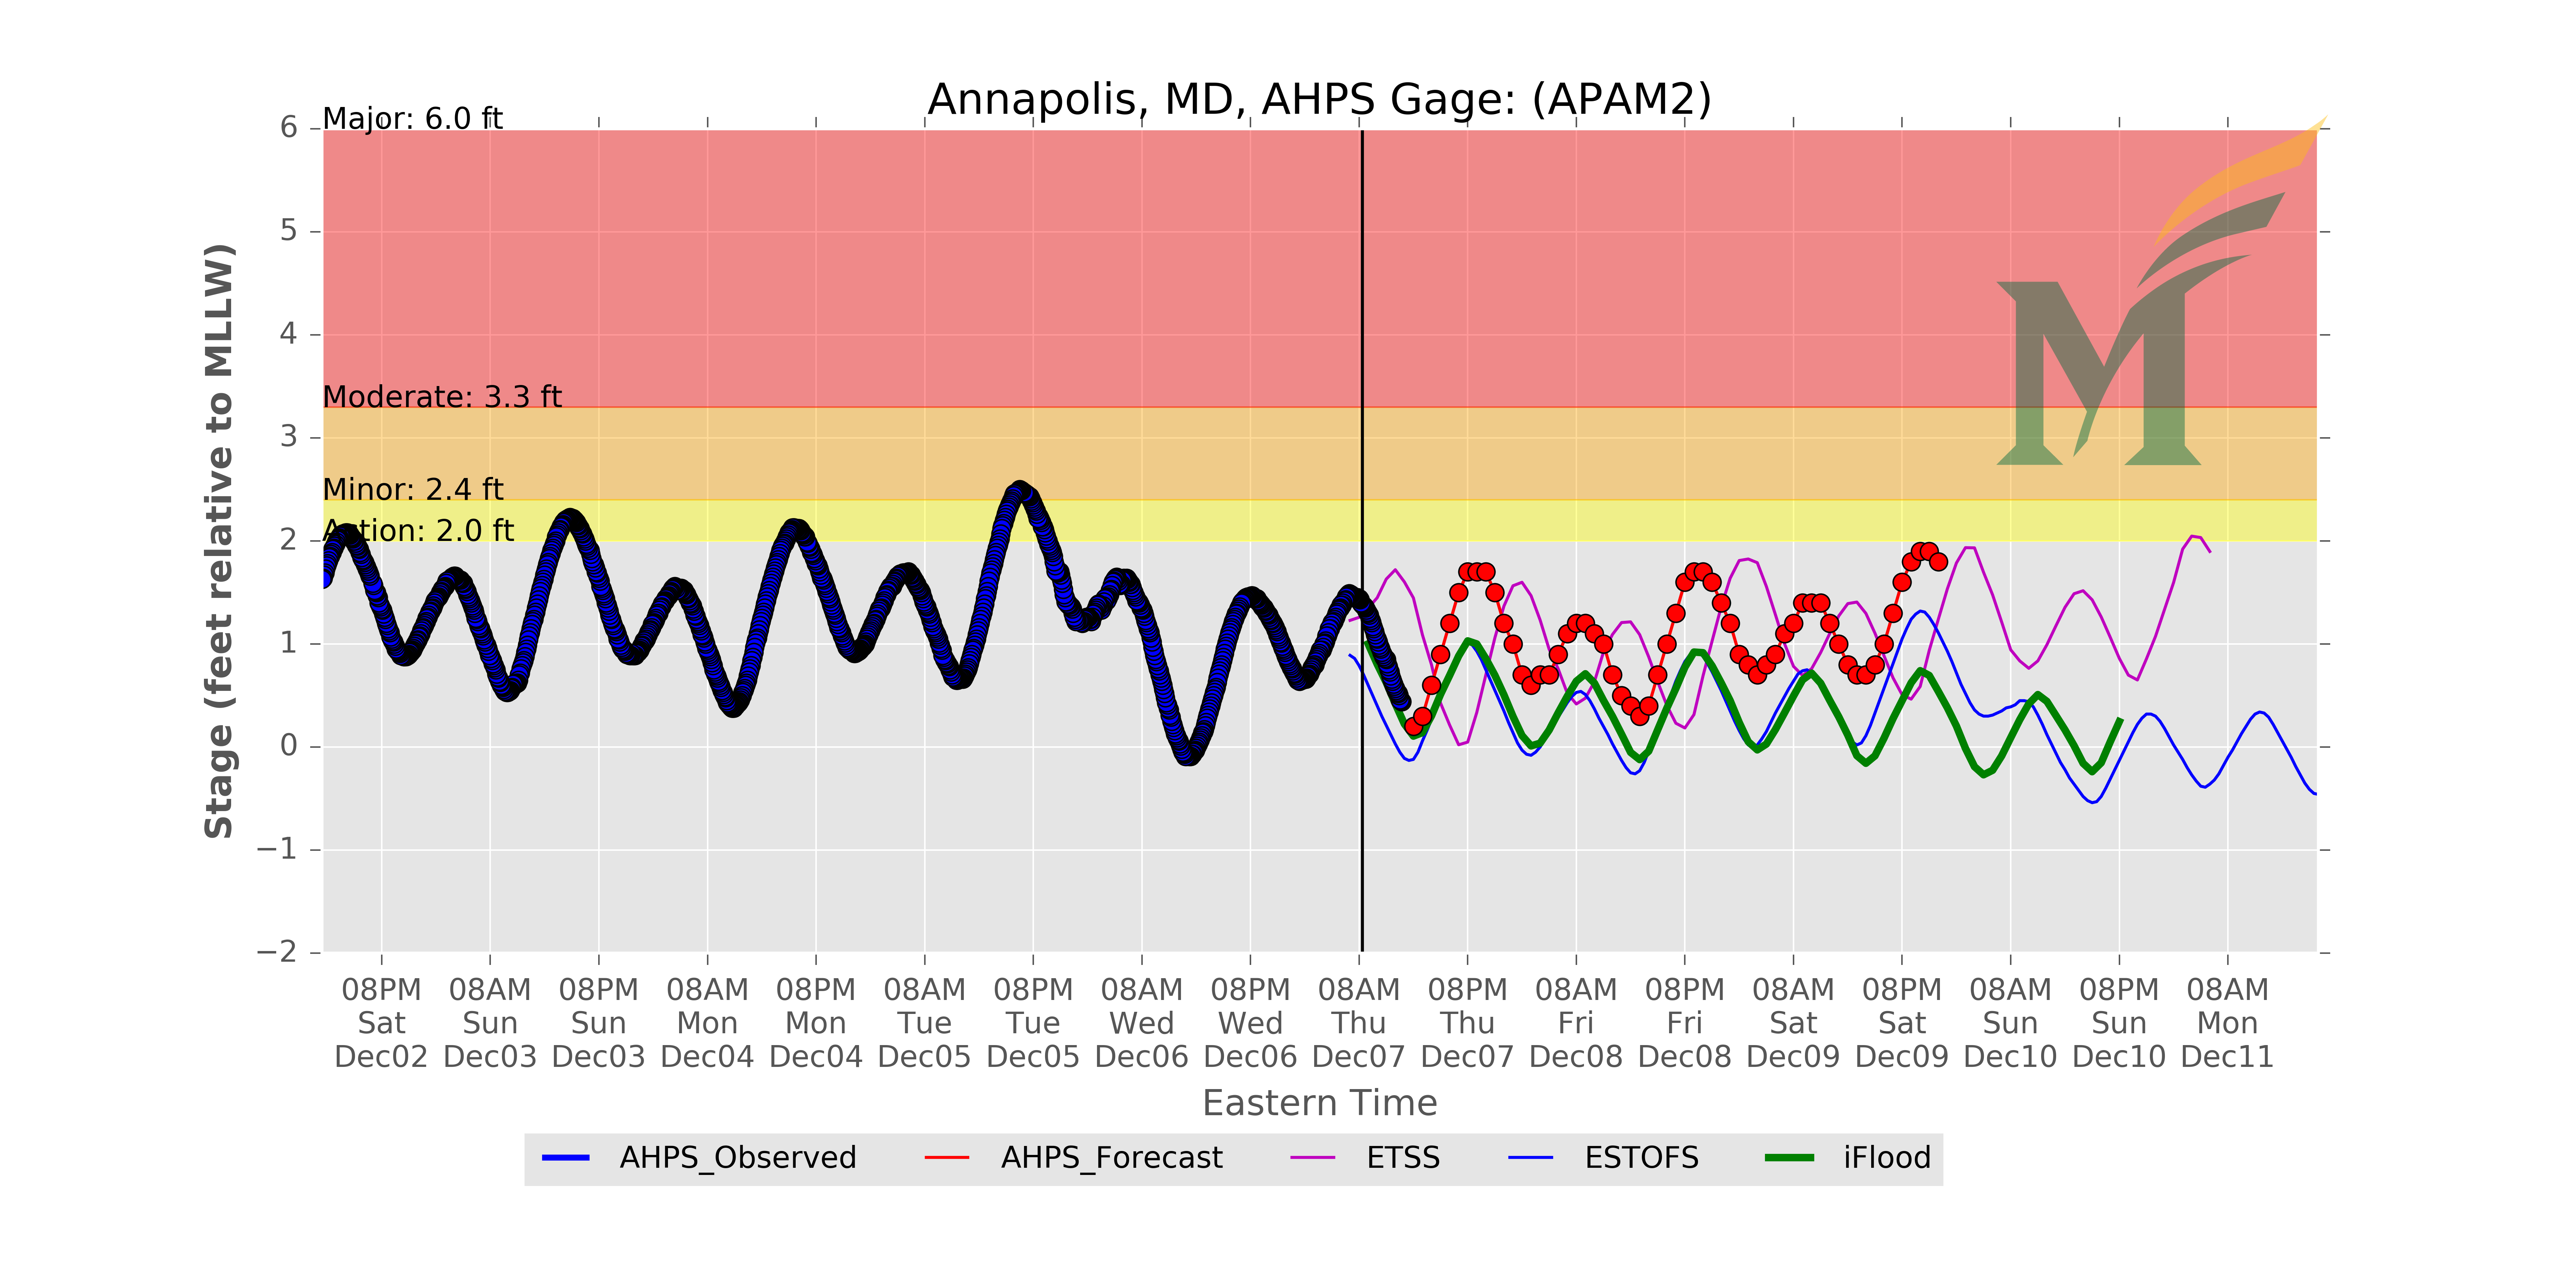 Annapolis, MD, AHPS Gage: (APAM2)
Major: 6.0 ft
Moderate: 3.3 ft
Minor: 2.4 ft
Action: 2.0 ft
Stage (feet relative to MLLW)
6
5
4
3
2
1
0
−1
−2
08PM 08AM 08PM 08AM 08PM 08AM 08PM 08AM 08PM 08AM 08PM 08AM 08PM 08AM 08PM 08AM 08PM 08AM
Sat Sun Sun Mon Mon Tue Tue Wed Wed Thu Thu Fri Fri Sat Sat Sun Sun Mon
Dec02 Dec03 Dec03 Dec04 Dec04 Dec05 Dec05 Dec06 Dec06 Dec07 Dec07 Dec08 Dec08 Dec09 Dec09 Dec10 Dec10 Dec11
Eastern Time
AHPS_Observed AHPS_Forecast ETSS ESTOFS iFlood